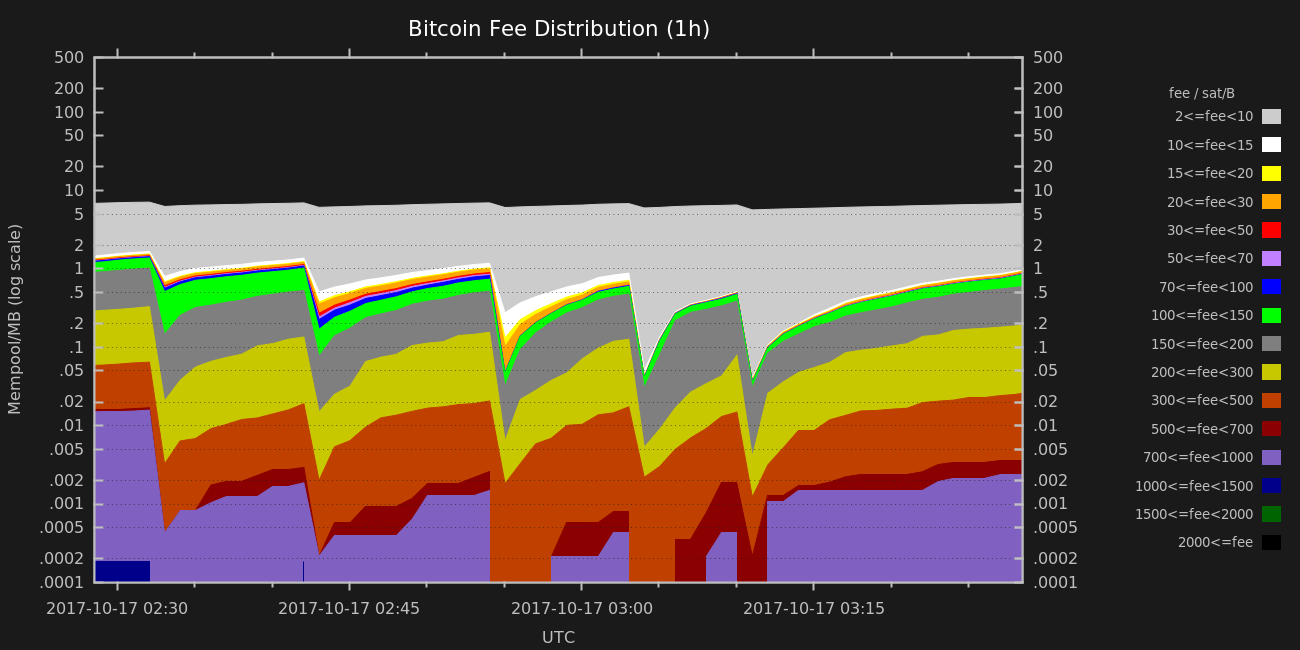 Bitcoin Fee Distribution (1h)
Mempool/MB (log scale)
500
200
100
50
20
10
5
2
1
.5
.2
.1
.05
.02
.01
.005
.002
.001
.0005
.0002
.0001
500
200
100
50
20
10
5
2
1
.5
.2
.1
.05
.02
.01
.005
.002
.001
.0005
.0002
.0001
2017-10-17 02:30 2017-10-17 02:45 2017-10-17 03:00 2017-10-17 03:15
UTC
fee / sat/B
2<=fee<10
10<=fee<15
15<=fee<20
20<=fee<30
30<=fee<50
50<=fee<70
70<=fee<100
100<=fee<150
150<=fee<200
200<=fee<300
300<=fee<500
500<=fee<700
700<=fee<1000
1000<=fee<1500
1500<=fee<2000
2000<=fee